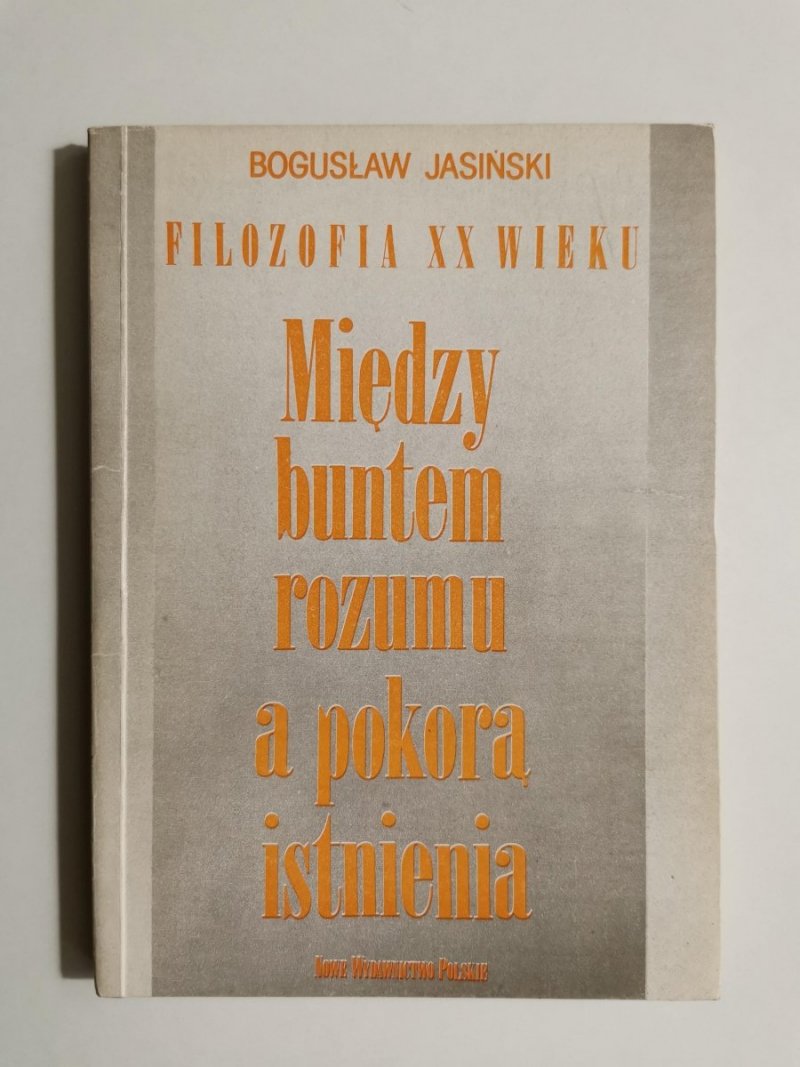 BOGUSŁAW JASIŃSKI
FILOZOFIA XX WIEKU
Między
buntem
rozumu
a pokorą
istnienia
NOWE WYDAWNICTWO POLSKIE